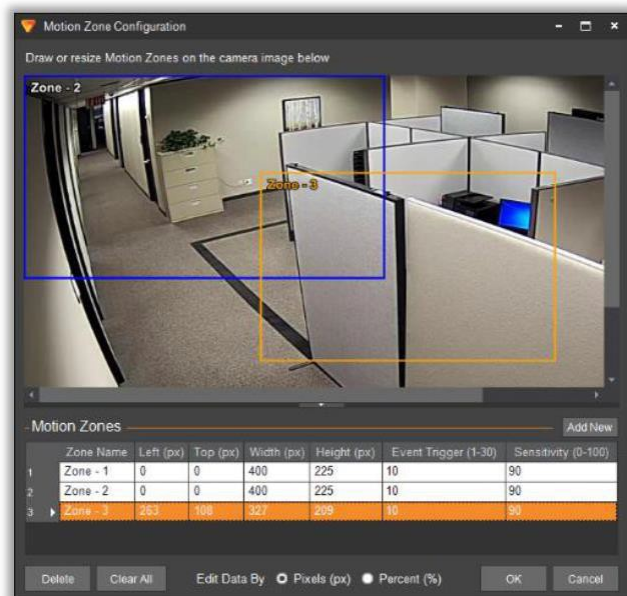 Motion Zone Configuration
Draw or resize Motion Zones on the camera image below
Zone - 2
Zone - 3
Motion Zones
Add New
Zone Name Left (px) Top (px) Width (px) Height (px) Event Trigger (1-30) Sensitivity (0-100)
1 Zone - 1 0 0 400 225 10 90
2 Zone - 2 0 0 400 225 10 90
3 Zone - 3 263 108 327 209 10 90
Delete Clear All Edit Data By Pixels (px) Percent (%) OK Cancel